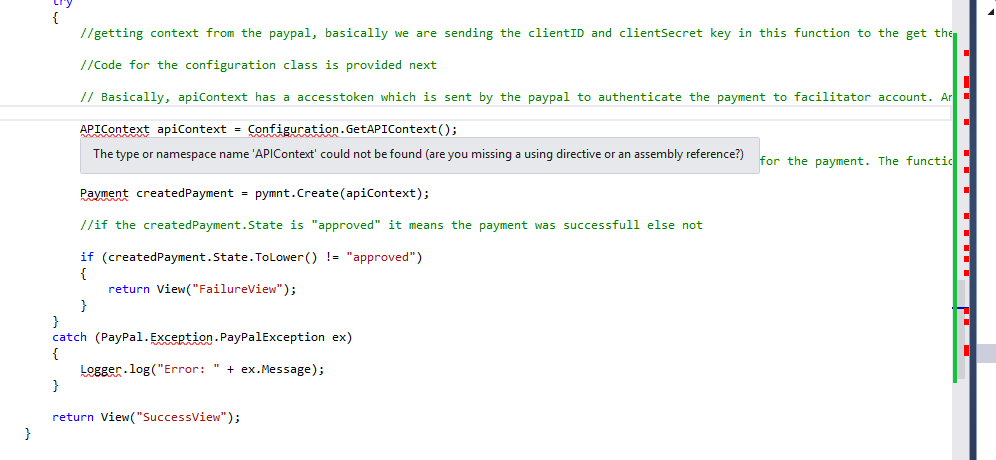 try
{
//getting context from the paypal, basically we are sending the clientID and clientSecret key in this function to the get the
//Code for the configuration class is provided next
// Basically, apiContext has a accesstoken which is sent by the paypal to authenticate the payment to facilitator account. An
APIContext apiContext = Configuration.GetAPIContext();
The type or namespace name 'APIContext' could not be found (are you missing a using directive or an assembly reference?)
for the payment. The functio
Payment createdPayment = pymnt.Create(apiContext);
//if the createdPayment.State is "approved" it means the payment was successfull else not
if (createdPayment.State.ToLower() != "approved")
{
return View("FailureView");
}
}
catch (PayPal.Exception.PayPalException ex)
{
Logger.log("Error: " + ex.Message);
}
return View("SuccessView");
}